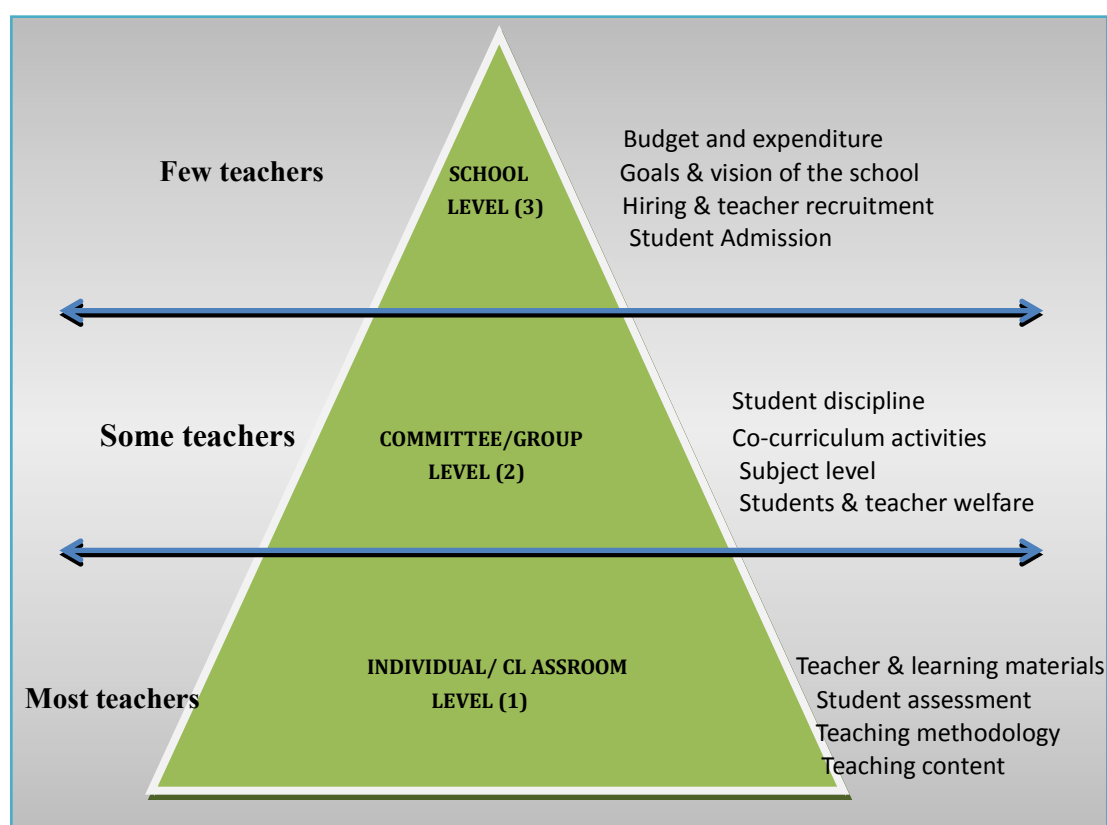 Few teachers
SCHOOL
LEVEL (3)
Budget and expenditure
Goals & vision of the school
Hiring & teacher recruitment
Student Admission
Some teachers
COMMITTEE/GROUP
LEVEL (2)
Student discipline
Co-curriculum activities
Subject level
Students & teacher welfare
Most teachers
INDIVIDUAL/ CL ASSROOM
LEVEL (1)
Teacher & learning materials
Student assessment
Teaching methodology
Teaching content